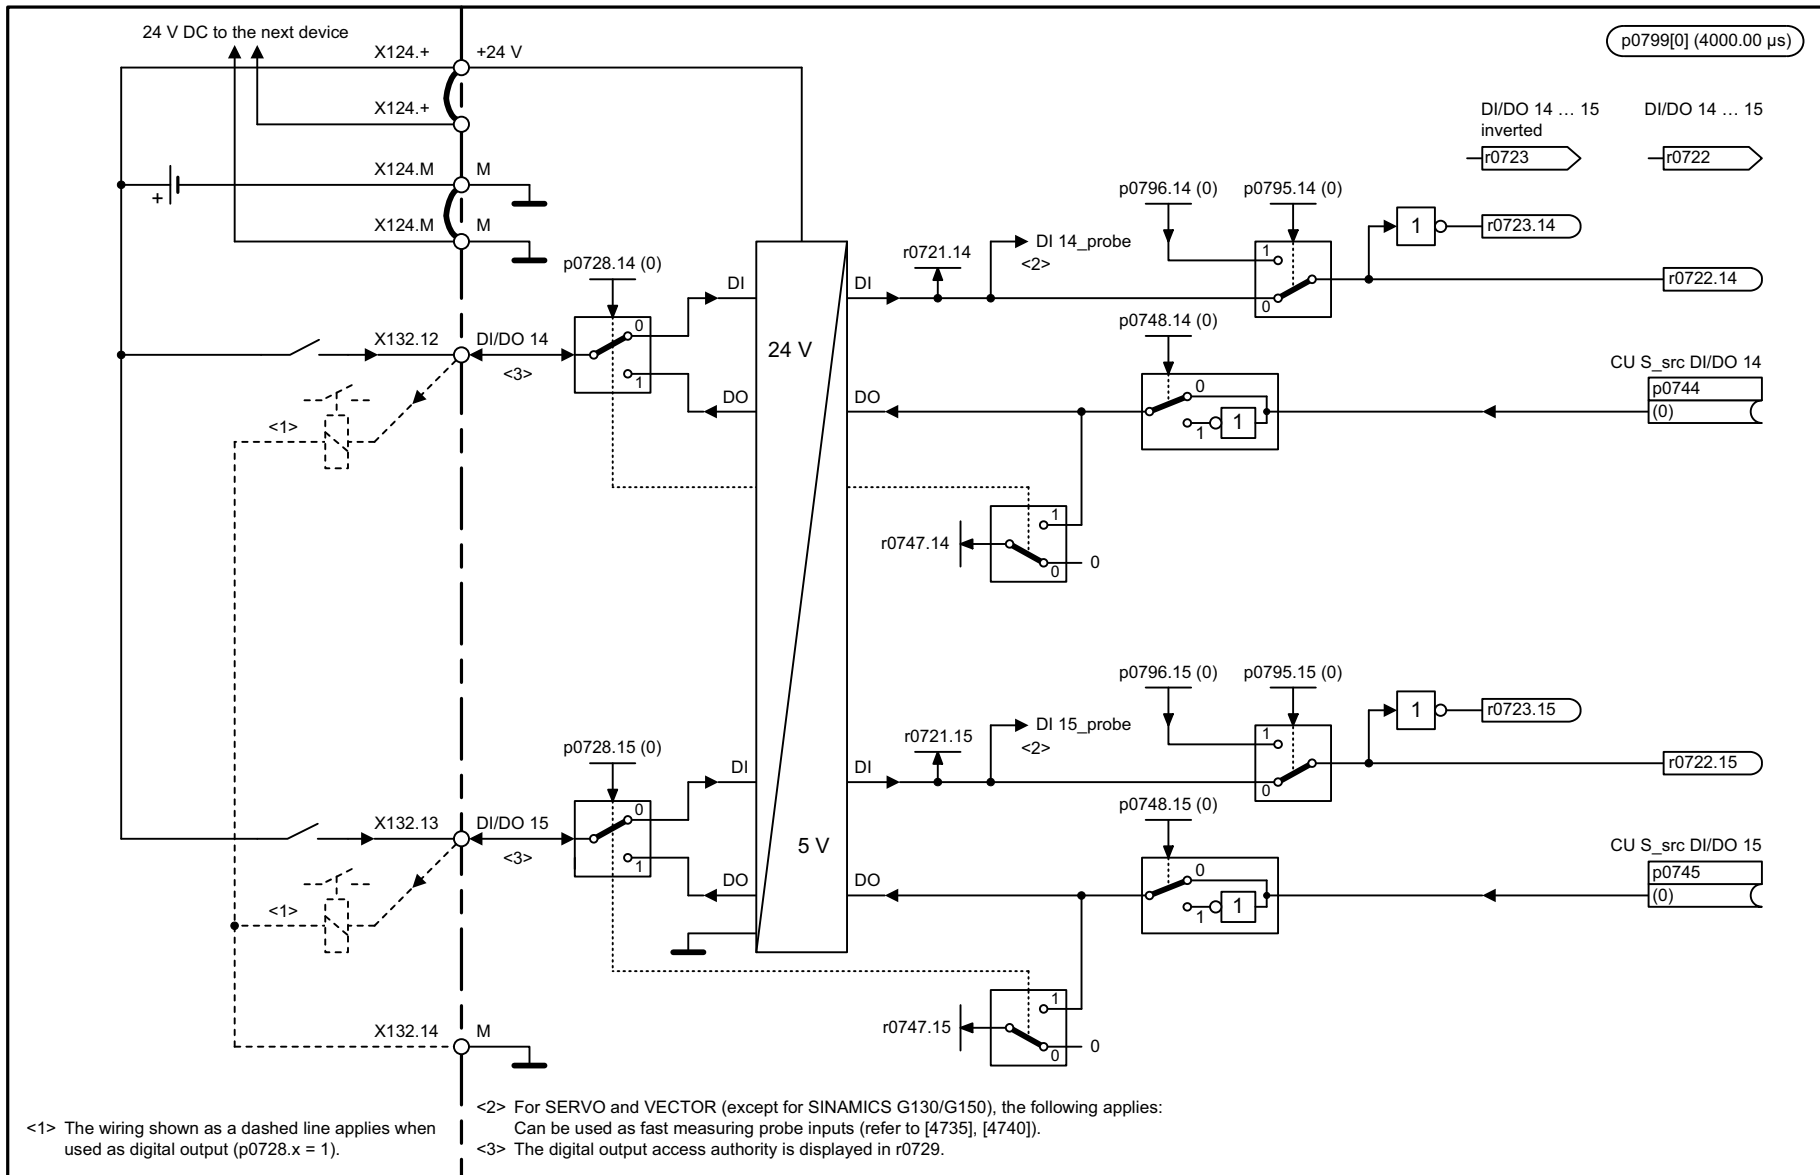 24 V DC to the next device
X124.+
+24 V
p0799[0] (4000.00 µs)
X124.+
DI/DO 14 … 15
inverted
DI/DO 14 … 15
r0723
r0722
X124.M
M
+
X124.M
M
p0796.14 (0)
p0795.14 (0)
1
r0723.14
DI 14_probe
<2>
r0721.14
1
0
r0722.14
p0728.14 (0)
DI
DI
24 V
p0748.14 (0)
X132.12
DI/DO 14
<3>
0
1
CU S_src DI/DO 14
p0744
(0)
DO
DO
0
1
1
<1>
r0747.14
1
0
0
p0796.15 (0)
p0795.15 (0)
1
r0723.15
DI 15_probe
<2>
r0721.15
1
0
r0722.15
p0728.15 (0)
DI
DI
5 V
p0748.15 (0)
X132.13
DI/DO 15
<3>
0
1
CU S_src DI/DO 15
p0745
(0)
DO
DO
0
1
1
<1>
r0747.15
1
0
0
X132.14
M
<1> The wiring shown as a dashed line applies when
used as digital output (p0728.x = 1).
<2> For SERVO and VECTOR (except for SINAMICS G130/G150), the following applies:
Can be used as fast measuring probe inputs (refer to [4735], [4740]).
<3> The digital output access authority is displayed in r0729.